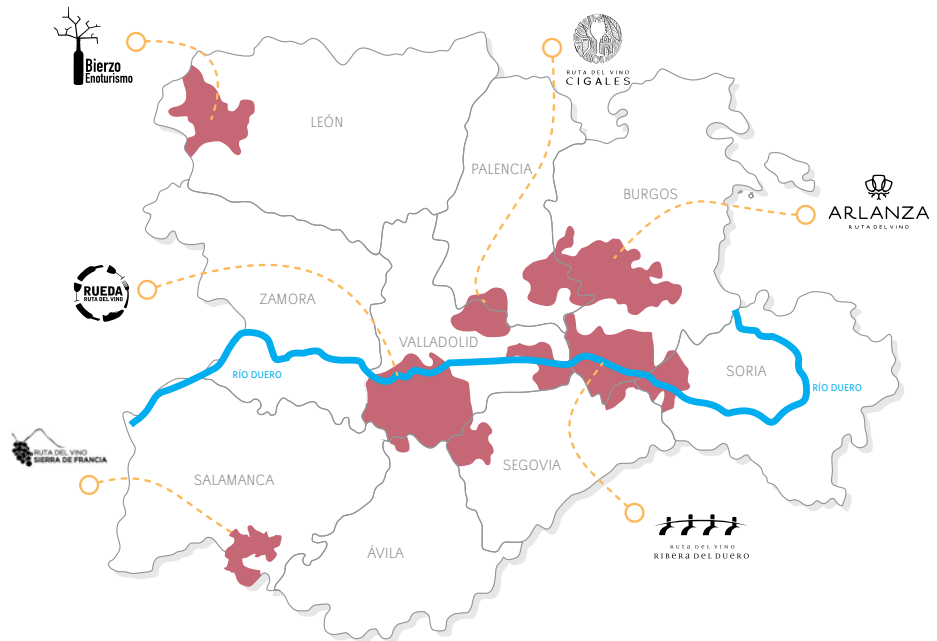 Bierzo
Enoturismo
RUTA DEL VINO
CIGALES
LEÓN
PALENCIA
BURGOS
ARLANZA
RUTA DEL VINO
RUEDA
RUTA DEL VINO
ZAMORA
VALLADOLID
RÍO DUERO
SORIA
RÍO DUERO
RUTA DEL VINO
SIERRA DE FRANCIA
SALAMANCA
SEGOVIA
ÁVILA
RUTA DEL VINO
RIBERA DEL DUERO